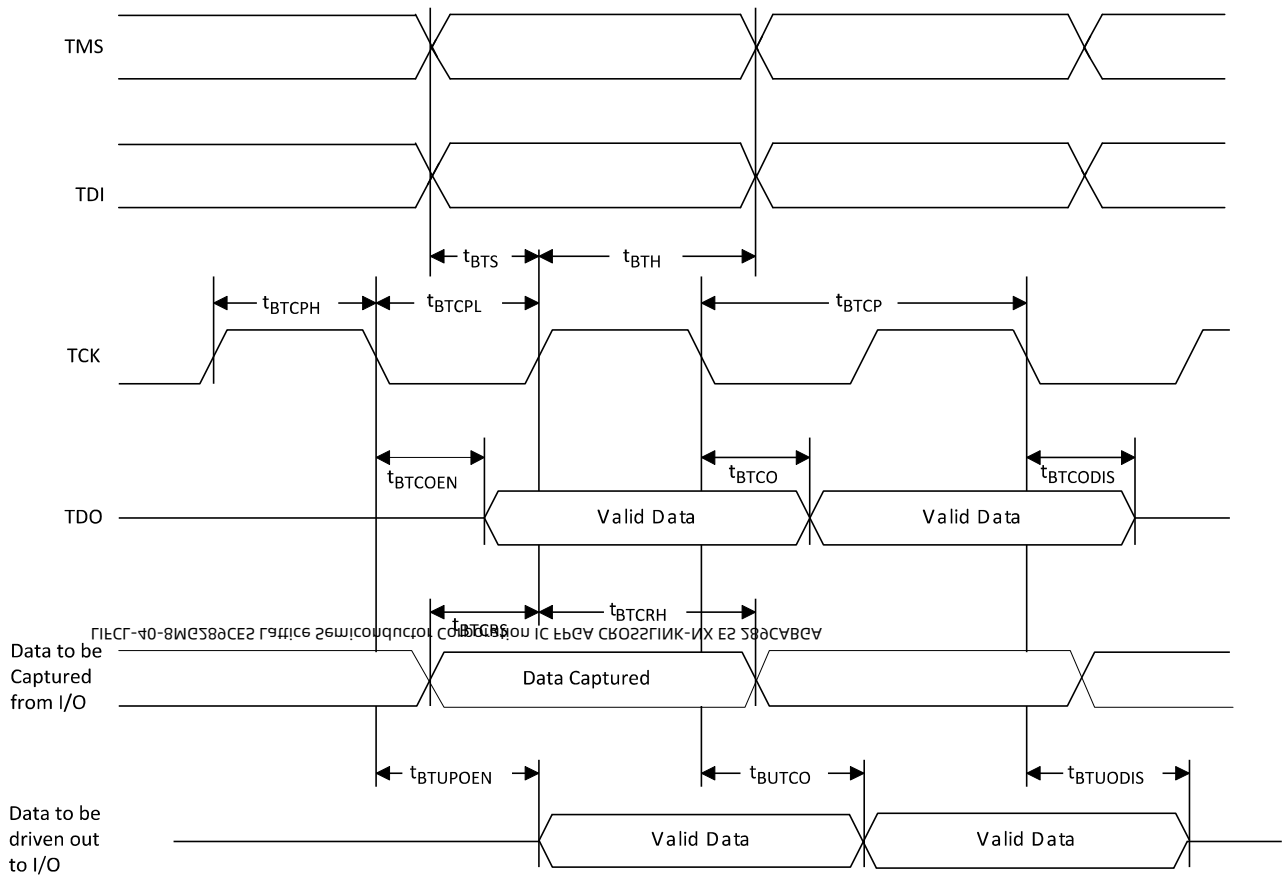 TMS
TDI
tBTS
tBTH
tBTCPH
tBTCPL
tBTCP
TCK
tBTCOEN
tBTCO
tBTCODIS
TDO
Valid Data
Valid Data
tBTCRS
tBTCRH
LIFCL-40-8MG289CES Lattice Semiconductor Corporation IC FPGA CROSSLINK-NX ES 289CABGA
Data to be
Captured
from I/O
Data Captured
tBTUPOEN
tBUTCO
tBTUODIS
Data to be
driven out
to I/O
Valid Data
Valid Data